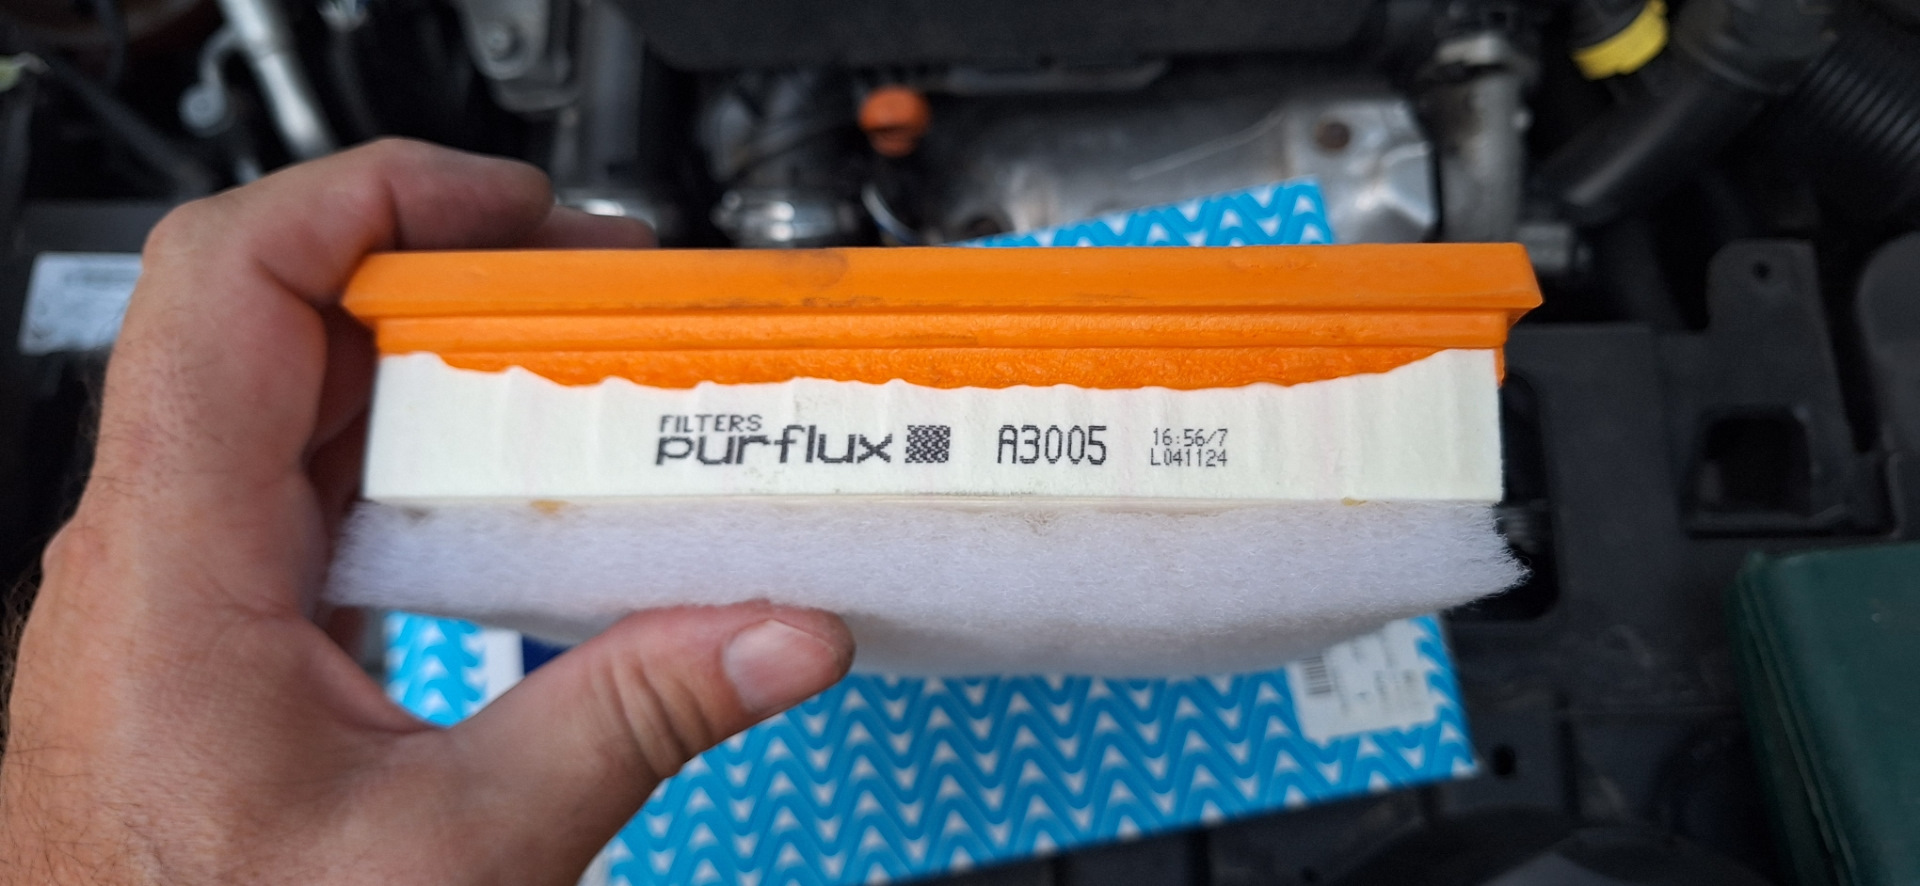 FILTERS
purflux A3005
16:56/7
L041124